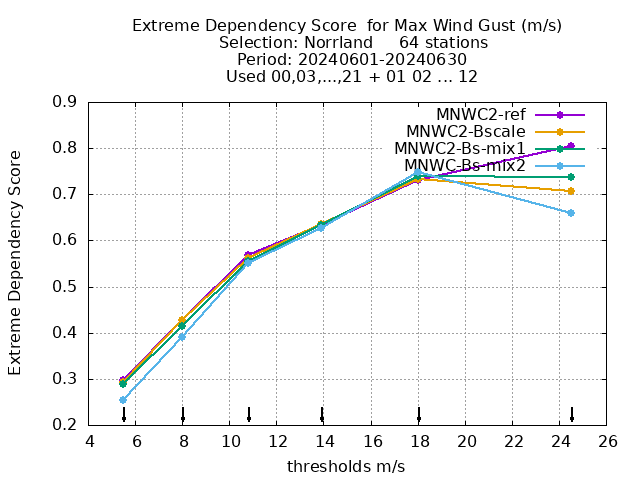 Extreme Dependency Score  for Max Wind Gust (m/s)
Selection: Norrland     64 stations
Period: 20240601-20240630
Used 00,03,...,21 + 01 02 ... 12
MNWC2-ref
MNWC2-Bscale
MNWC2-Bs-mix1
MNWC-Bs-mix2
Extreme Dependency Score
0.9
0.8
0.7
0.6
0.5
0.4
0.3
0.2
4 6 8 10 12 14 16 18 20 22 24 26
thresholds m/s